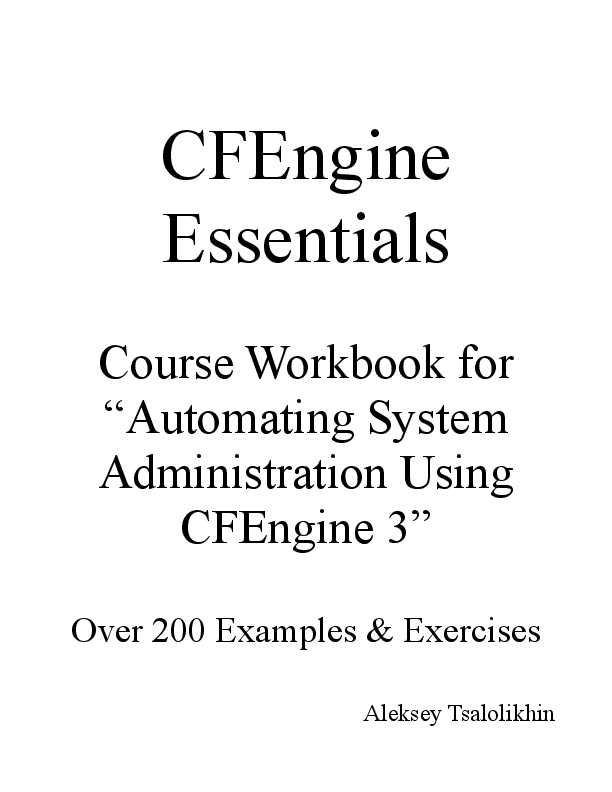 CFEngine
Essentials
Course Workbook for
“Automating System
Administration Using
CFEngine 3”
Over 200 Examples & Exercises
Aleksey Tsalolikhin